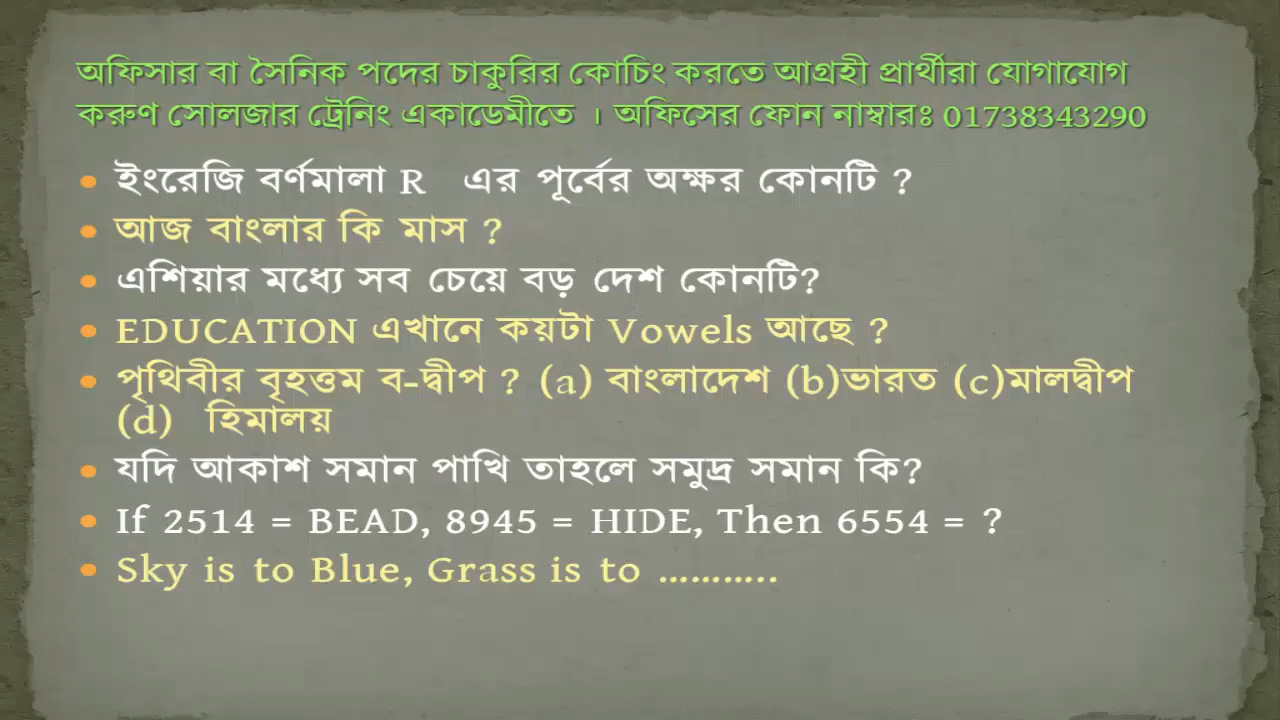 অফিসার বা সৈনিক পদের চাকুরির কোচিং করতে আগ্রহী প্রার্থীরা যোগাযোগ
করুণ সোলজার ট্রেনিং একাডেমীতে । অফিসের ফোন নাম্বারঃ 01738343290
• ইংরেজি বর্ণমালা R এর পূর্বের অক্ষর কোনটি ?
• আজ বাংলার কি মাস ?
• এশিয়ার মধ্যে সব চেয়ে বড় দেশ কোনটি?
• EDUCATION এখানে কয়টা Vowels আছে ?
• পৃথিবীর বৃহত্তম ব-দ্বীপ ? (a) বাংলাদেশ (b)ভারত (c)মালদ্বীপ
(d) হিমালয়
• যদি আকাশ সমান পাখি তাহলে সমুদ্র সমান কি?
• If 2514 = BEAD, 8945 = HIDE, Then 6554 = ?
• Sky is to Blue, Grass is to ...........